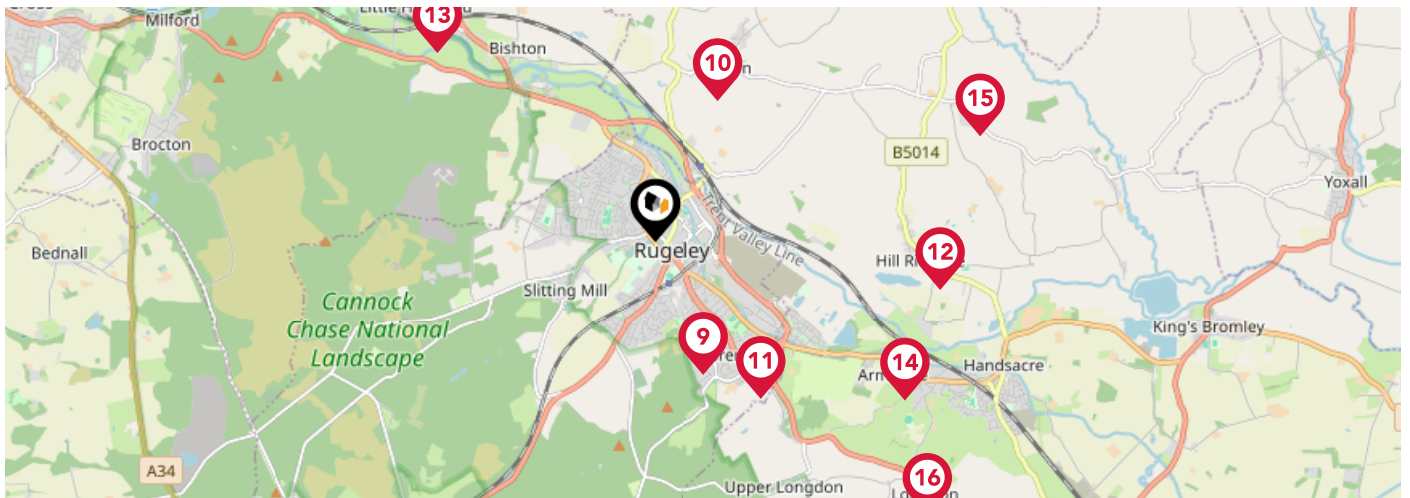 Milford
13
Bishton
10
15
Brocton
B5014
Yoxall
Trent Valley Line
Rugeley
Bednall
12
Slitting Mill
Cannock
Chase National
Landscape
King's Bromley
9
11
14
Handsacre
A34
16
Upper Longdon